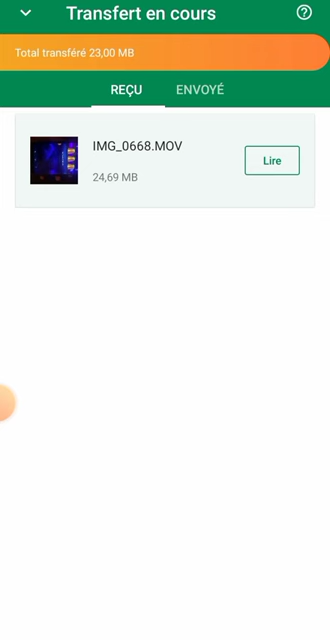 Transfert en cours
Total transféré 23,00 MB
REÇU
ENVOYÉ
IMG_0668.MOV
24,69 MB
Lire